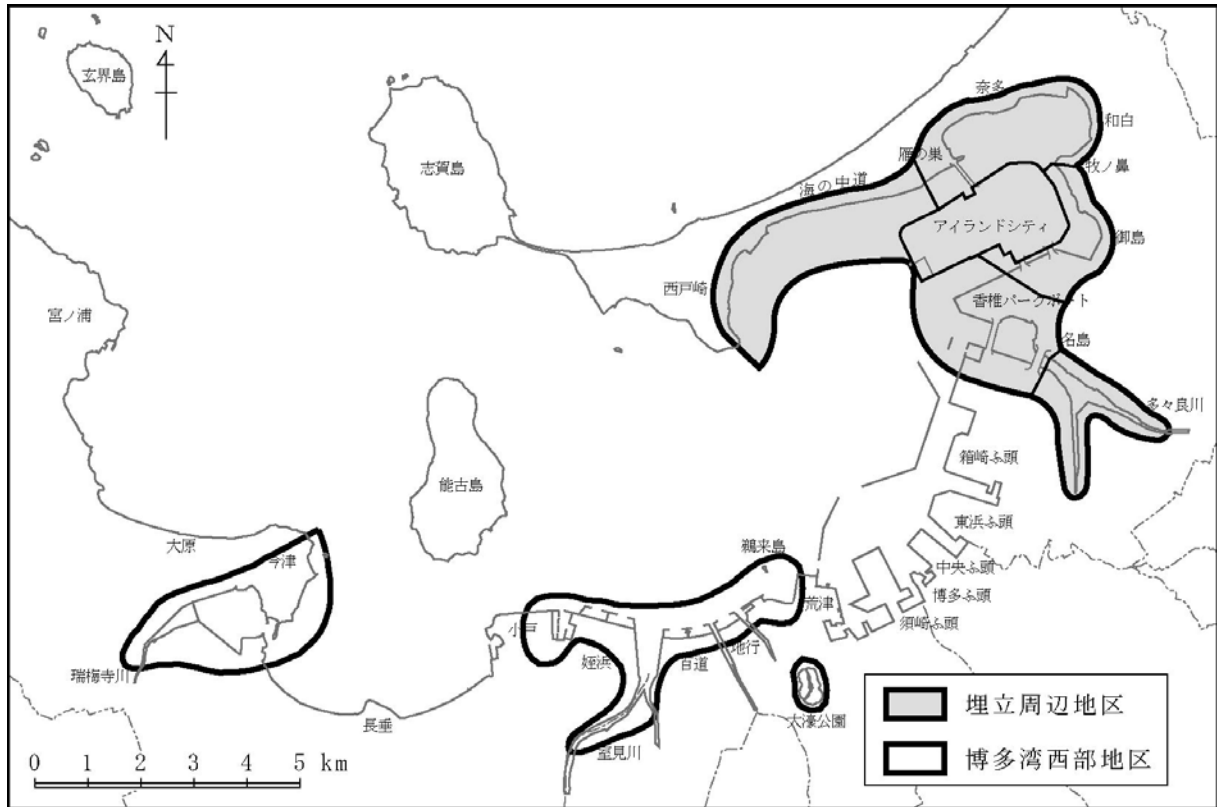 N
玄界島
志賀島
奈多
和白
雁の巣
牧ノ鼻
海の中道
アイランドシティ
御島
西戸崎
香椎パークポート
宮ノ浦
名島
多々良川
箱崎ふ頭
能古島
東浜ふ頭
大原
今津
鵜来島
中央ふ頭
荒津
博多ふ頭
小戸
須崎ふ頭
瑞梅寺川
姪浜
百道
地行
長垂
大濠公園
室見川
埋立周辺地区
博多湾西部地区
0 1 2 3 4 5 km